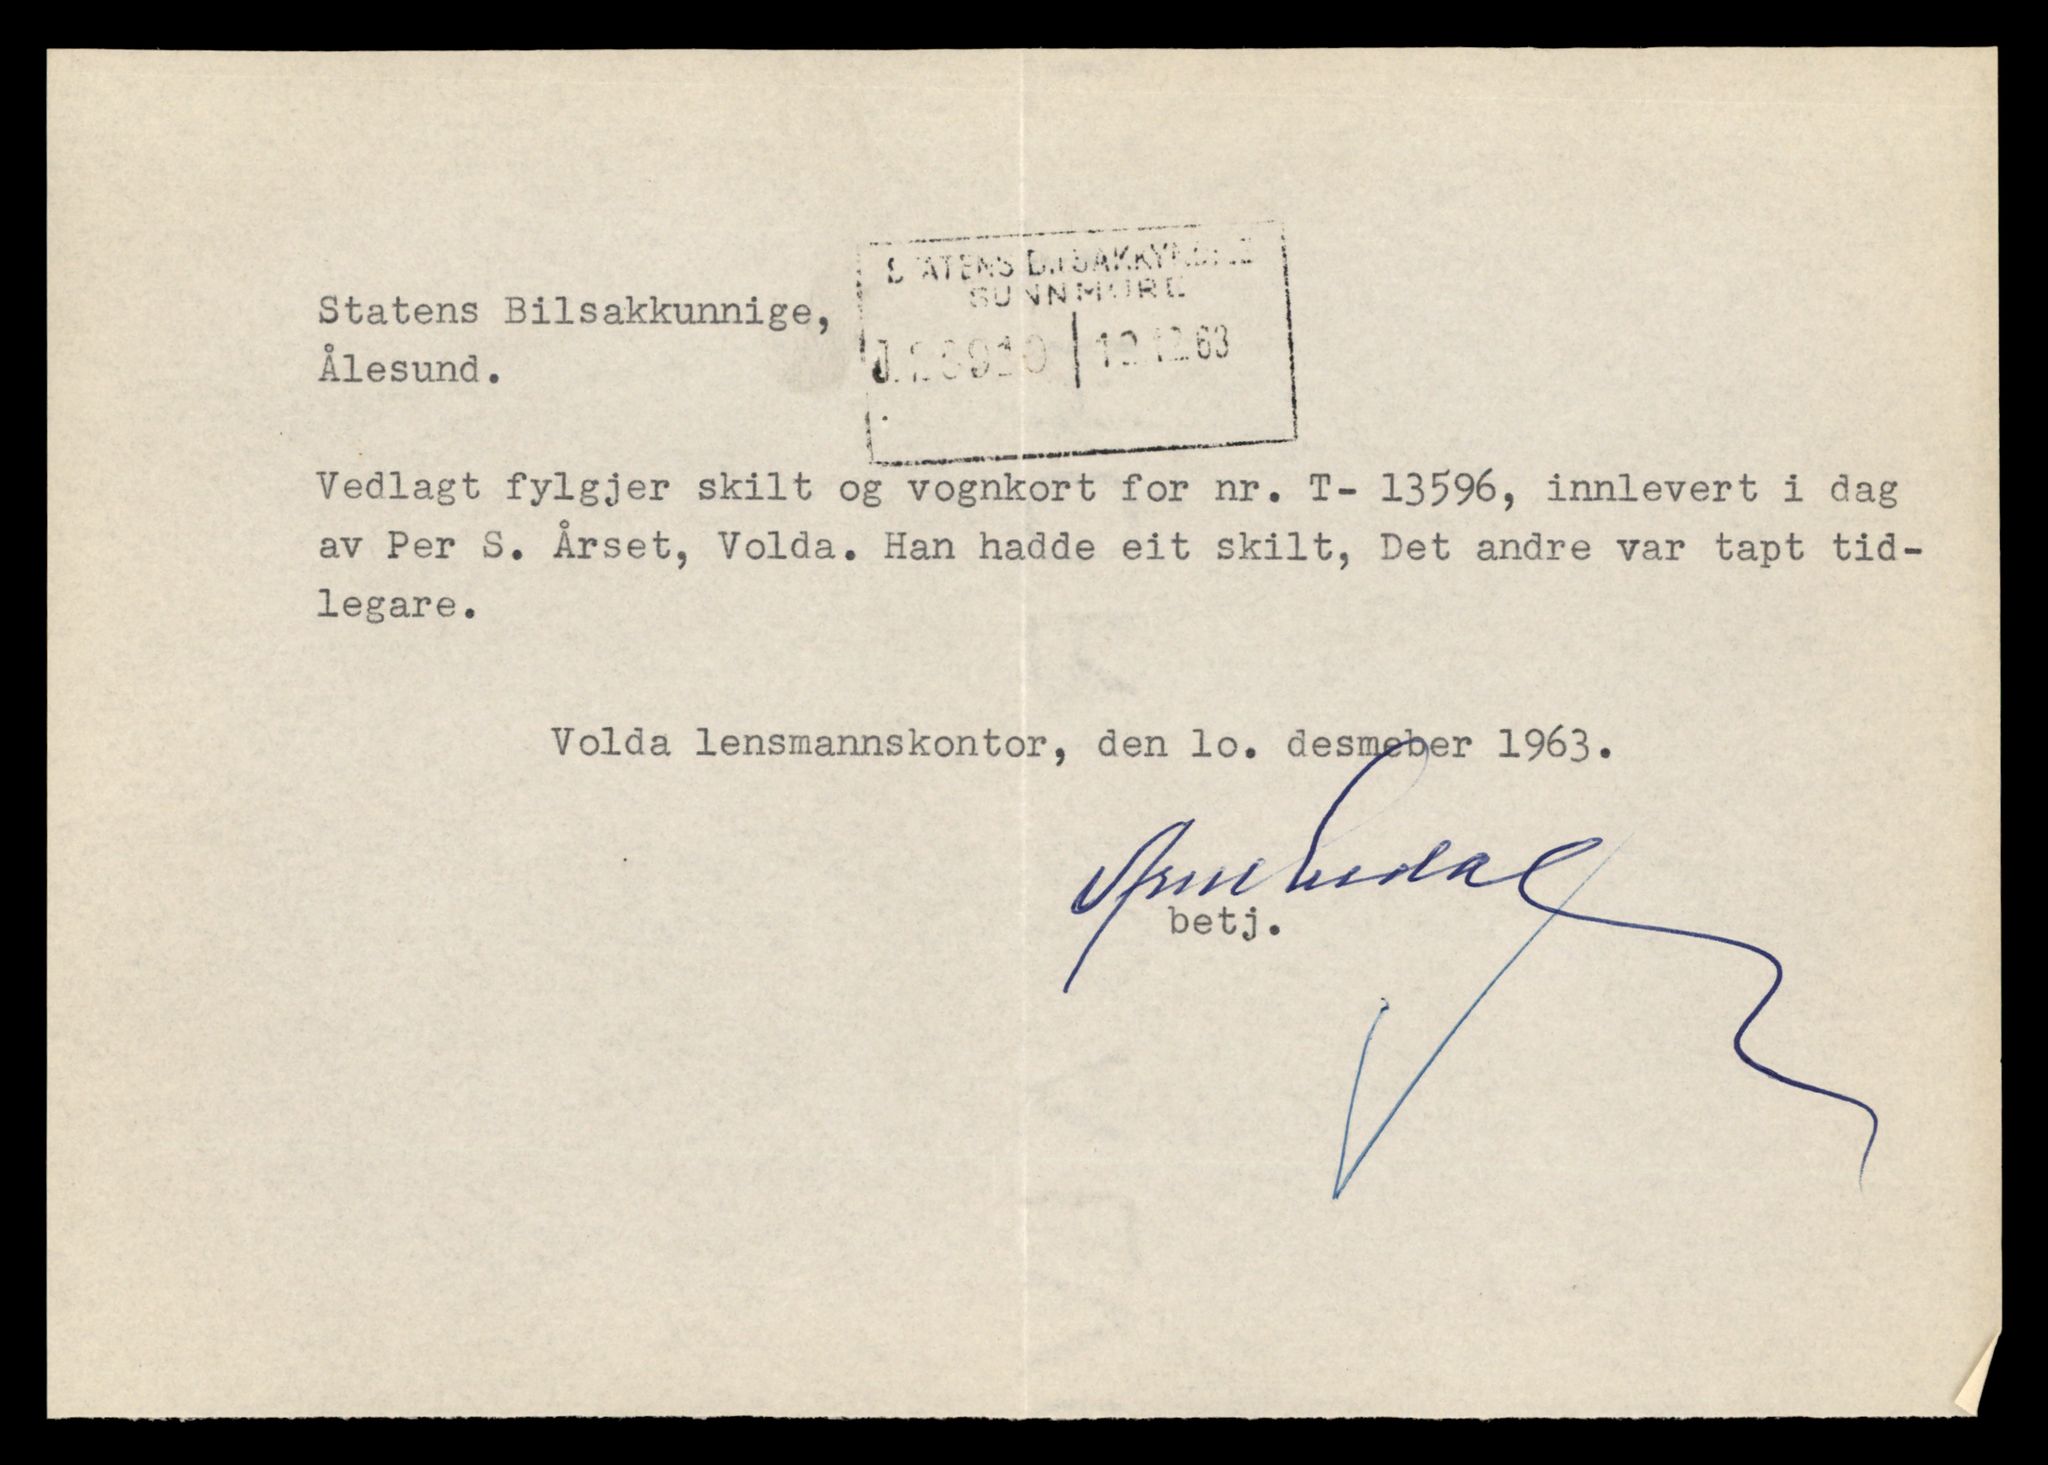 STATENS BILSAKKYNDIGE
SUNNMØRE
Statens Bilsakkunnige,
12.12.63
Ålesund.
Vedlagt fylgjer skilt og vognkort for nr. T- 13596, innlevert i dag
av Per S. Årset, Volda. Han hadde eit skilt, Det andre var tapt tid-
legare.
Volda lensmannskontor, den lo. desmeber 1963.
betj.